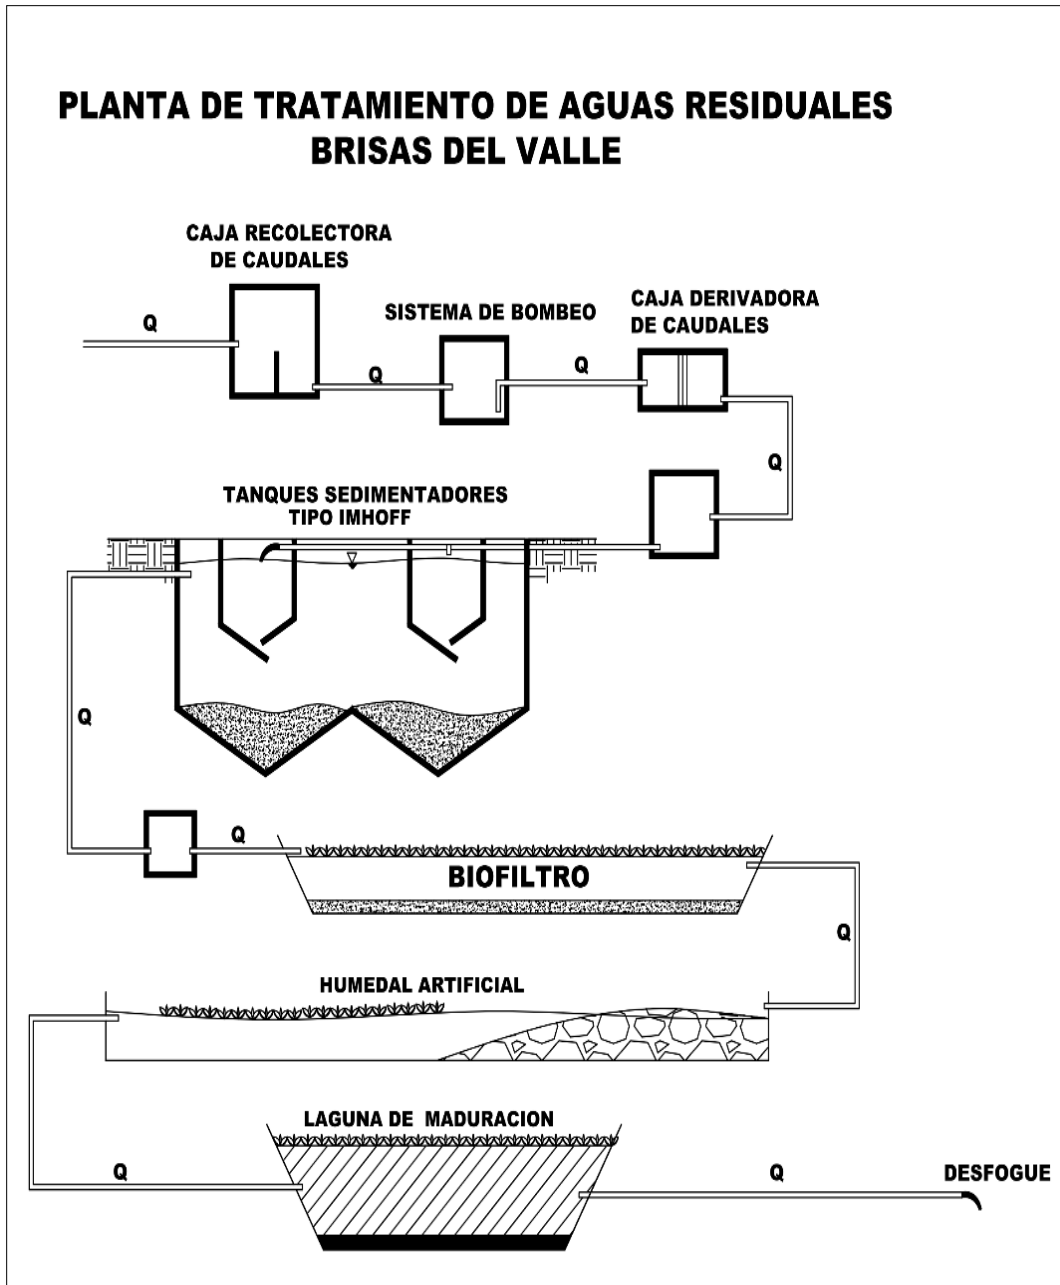 PLANTA DE TRATAMIENTO DE AGUAS RESIDUALES
BRISAS DEL VALLE
CAJA RECOLECTORA
DE CAUDALES
SISTEMA DE BOMBEO
CAJA DERIVADORA
DE CAUDALES
Q
Q
Q
Q
TANQUES SEDIMENTADORES
TIPO IMHOFF
Q
Q
BIOFILTRO
Q
HUMEDAL ARTIFICIAL
LAGUNA DE MADURACION
Q
Q
DESFOGUE